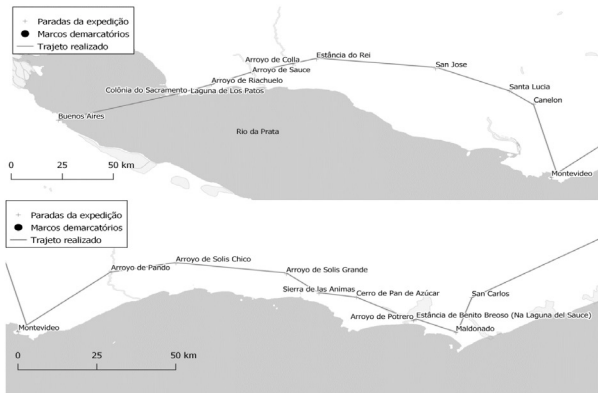 Paradas da expedição
Marcos demarcatórios
Trajeto realizado
Arroyo de Colla
Estância do Rei
Arroyo de Sauce
San Jose
Arroyo de Riachuelo
Santa Lucia
Colônia do Sacramento-Laguna de Los Patos
Canelon
Buenos Aires
Rio da Prata
0 25 50 km
Montevideo
Paradas da expedição
Marcos demarcatórios
Trajeto realizado
Arroyo de Solis Chico
Arroyo de Pando
Arroyo de Solis Grande
Sierra de las Animas
Cerro de Pan de Azúcar
San Carlos
Arroyo de Potrero
Estância de Benito Breoso (Na Laguna del Sauce)
Montevideo
Maldonado
0 25 50 km